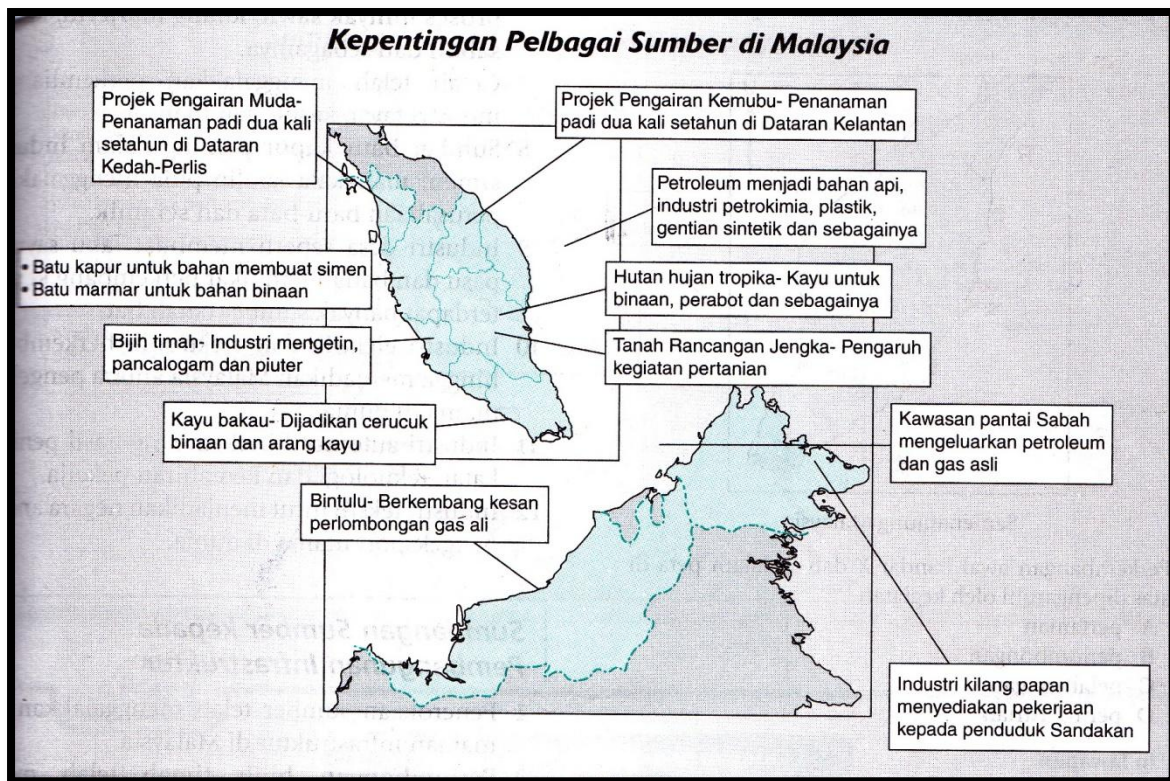 Kepentingan Pelbagai Sumber di Malaysia
Projek Pengairan Muda-
Penanaman padi dua kali
setahun di Dataran
Kedah-Perlis
Projek Pengairan Kemubu- Penanaman
padi dua kali setahun di Dataran Kelantan
Petroleum menjadi bahan api,
industri petrokimia, plastik,
gentian sintetik dan sebagainya
• Batu kapur untuk bahan membuat simen
• Batu marmar untuk bahan binaan
Hutan hujan tropika- Kayu untuk
binaan, perabot dan sebagainya
Bijih timah- Industri mengetin,
pancalogam dan piuter
Tanah Rancangan Jengka- Pengaruh
kegiatan pertanian
Kayu bakau- Dijadikan cerucuk
binaan dan arang kayu
Kawasan pantai Sabah
mengeluarkan petroleum
dan gas asli
Bintulu- Berkembang kesan
perlombongan gas ali
Industri kilang papan
menyediakan pekerjaan
kepada penduduk Sandakan